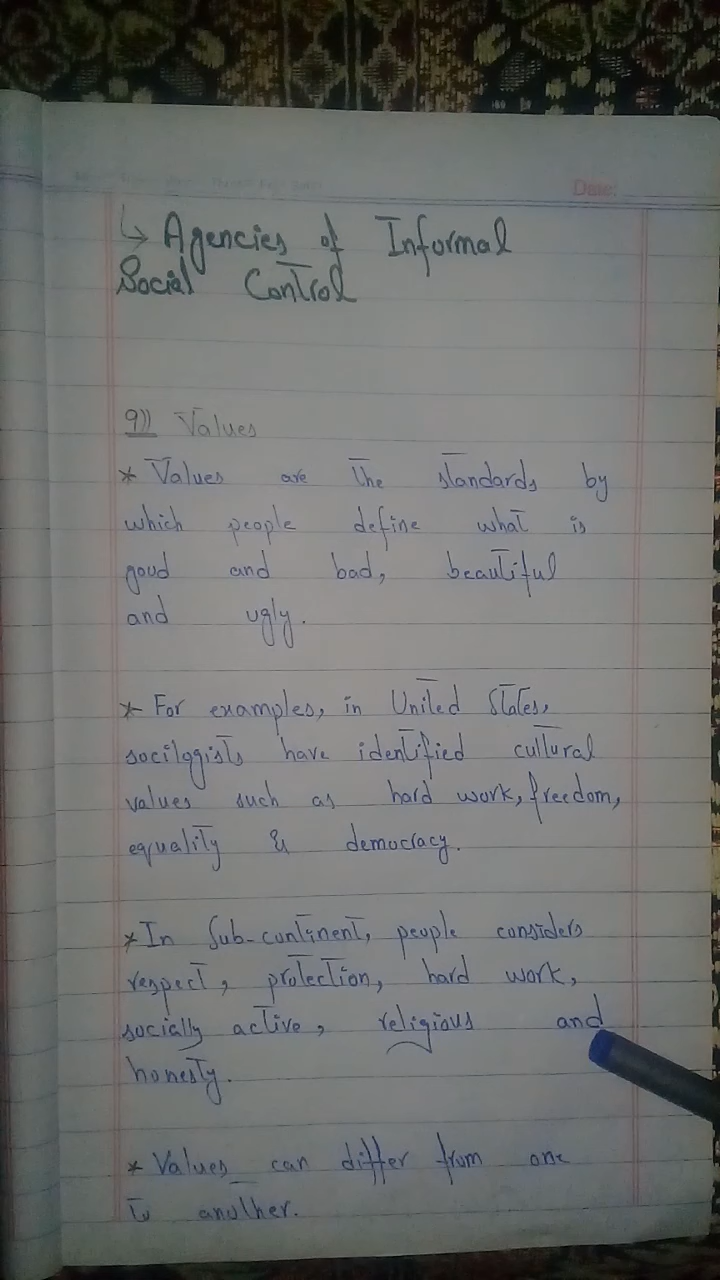 Date:
↳ Agencies of Informal
Social Control
9)) Values
* Values are the standards by
which people define what is
good and bad, beautiful
and ugly.
* For examples, in United States,
socilogists have identified cultural
values such as hard work, freedom,
equality & democracy.
* In Sub-continent, people considers
respect, protection, hard work,
socially active, religious and
honesty.
* Values can differ from one
to another.